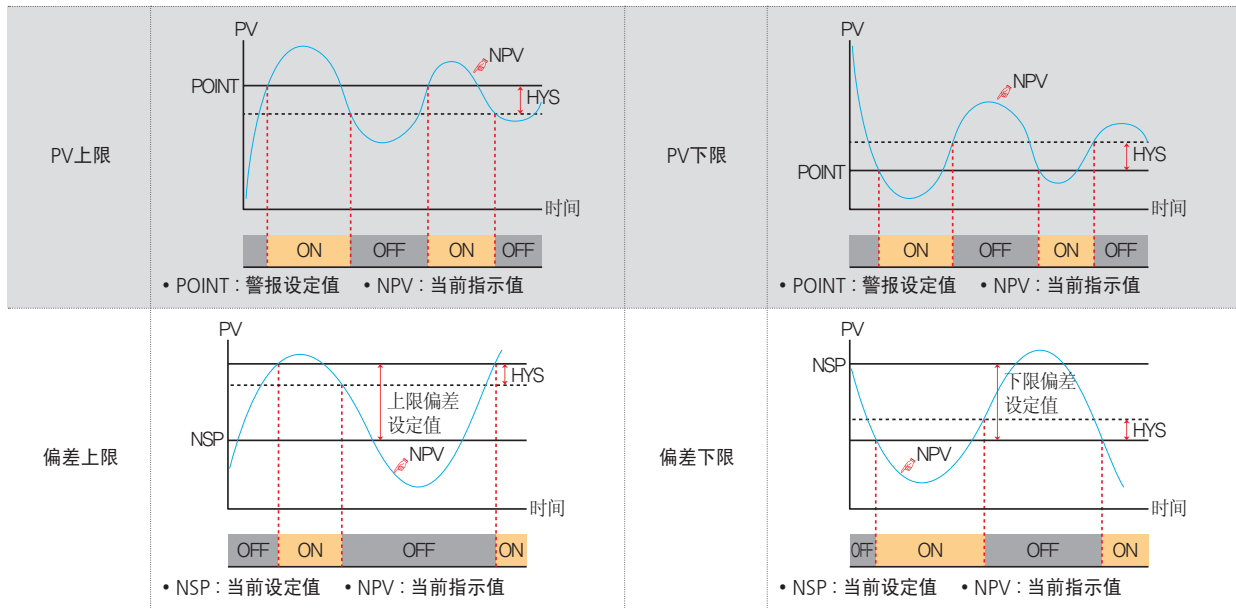 PV上限
PV
POINT
NPV
HYS
时间
ON OFF ON OFF
• POINT：警报设定值 • NPV：当前指示值
PV下限
PV
NPV
HYS
POINT
时间
ON OFF ON OFF
• POINT：警报设定值 • NPV：当前指示值
偏差上限
PV
HYS
上限偏差
设定值
NSP
NPV
时间
OFF ON OFF ON
• NSP：当前设定值 • NPV：当前指示值
偏差下限
PV
NSP
下限偏差
设定值
HYS
NPV
时间
OFF ON OFF ON
• NSP：当前设定值 • NPV：当前指示值